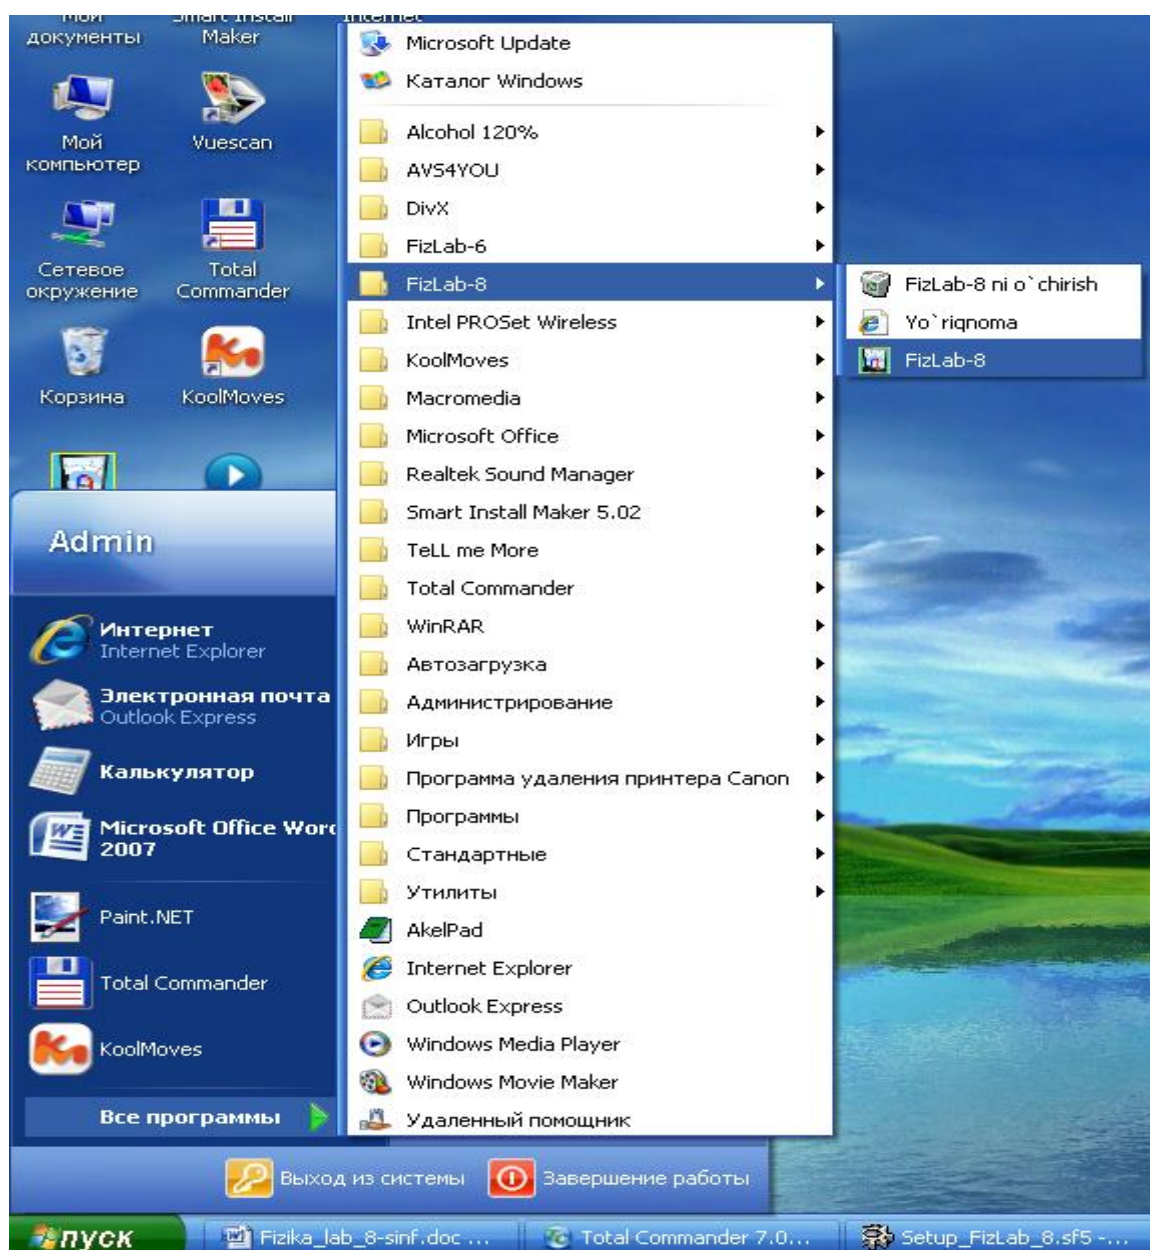 Мой
документы
Smart Install
Maker
Internet
Мой
компьютер
Vuescan
Сетевое
окружение
Total
Commander
Корзина
KoolMoves
Admin
Интернет
Internet Explorer
Электронная почта
Outlook Express
Калькулятор
Microsoft Office Word
2007
Paint.NET
Total Commander
KoolMoves
Все программы
Microsoft Update
Каталог Windows
Alcohol 120%
AVS4YOU
DivX
FizLab-6
FizLab-8
Intel PROSet Wireless
KoolMoves
Macromedia
Microsoft Office
Realtek Sound Manager
Smart Install Maker 5.02
TeLL me More
Total Commander
WinRAR
Автозагрузка
Администрирование
Игры
Программа удаления принтера Canon
Программы
Стандартные
Утилиты
AkelPad
Internet Explorer
Outlook Express
Windows Media Player
Windows Movie Maker
Удаленный помощник
FizLab-8 ni o`chirish
Yo`riqnoma
FizLab-8
Выход из системы
Завершение работы
пуск
Fizika_lab_8-sinf.doc ...
Total Commander 7.0...
Setup_FizLab_8.sf5 -...